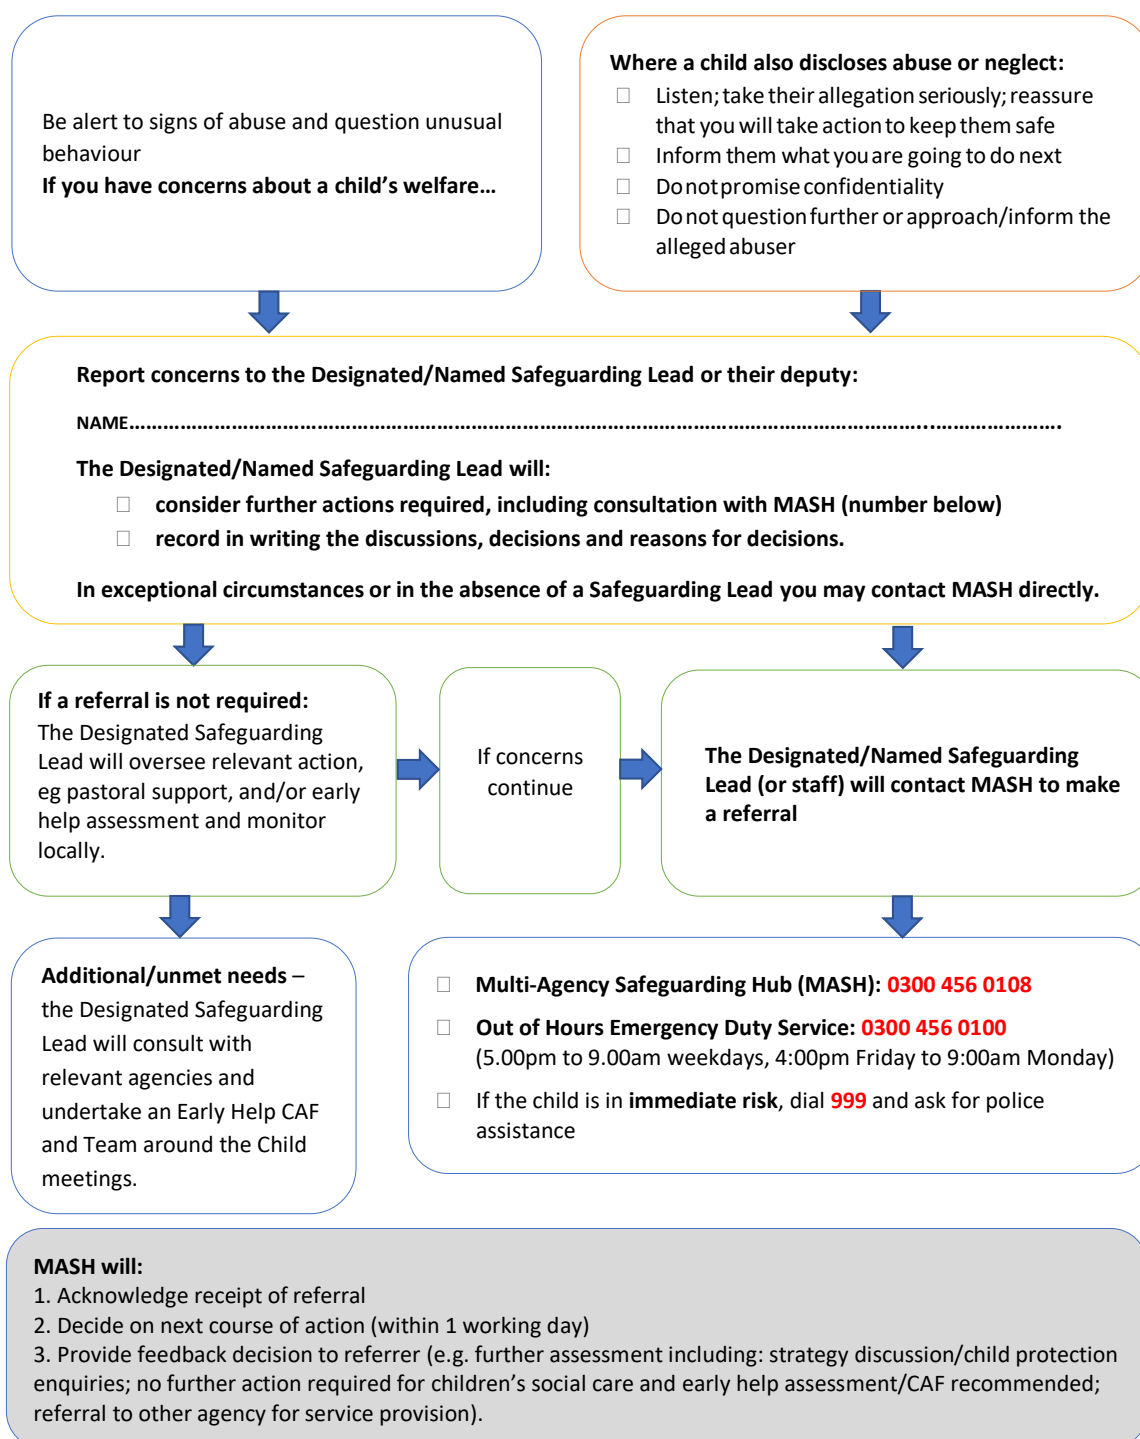 Be alert to signs of abuse and question unusual
behaviour
If you have concerns about a child’s welfare…
Where a child also discloses abuse or neglect:
Listen; take their allegation seriously; reassure
that you will take action to keep them safe
Inform them what you are going to do next
Do not promise confidentiality
Do not question further or approach/inform the
alleged abuser
Report concerns to the Designated/Named Safeguarding Lead or their deputy:
NAME……………………………………………………………………………………………………………………...………………….
The Designated/Named Safeguarding Lead will:
consider further actions required, including consultation with MASH (number below)
record in writing the discussions, decisions and reasons for decisions.
In exceptional circumstances or in the absence of a Safeguarding Lead you may contact MASH directly.
If a referral is not required:
The Designated Safeguarding
Lead will oversee relevant action,
eg pastoral support, and/or early
help assessment and monitor
locally.
If concerns
continue
The Designated/Named Safeguarding
Lead (or staff) will contact MASH to make
a referral
Additional/unmet needs –
the Designated Safeguarding
Lead will consult with
relevant agencies and
undertake an Early Help CAF
and Team around the Child
meetings.
Multi-Agency Safeguarding Hub (MASH): 0300 456 0108
Out of Hours Emergency Duty Service: 0300 456 0100
(5.00pm to 9.00am weekdays, 4:00pm Friday to 9:00am Monday)
If the child is in immediate risk, dial 999 and ask for police
assistance
MASH will:
1. Acknowledge receipt of referral
2. Decide on next course of action (within 1 working day)
3. Provide feedback decision to referrer (e.g. further assessment including: strategy discussion/child protection
enquiries; no further action required for children’s social care and early help assessment/CAF recommended;
referral to other agency for service provision).